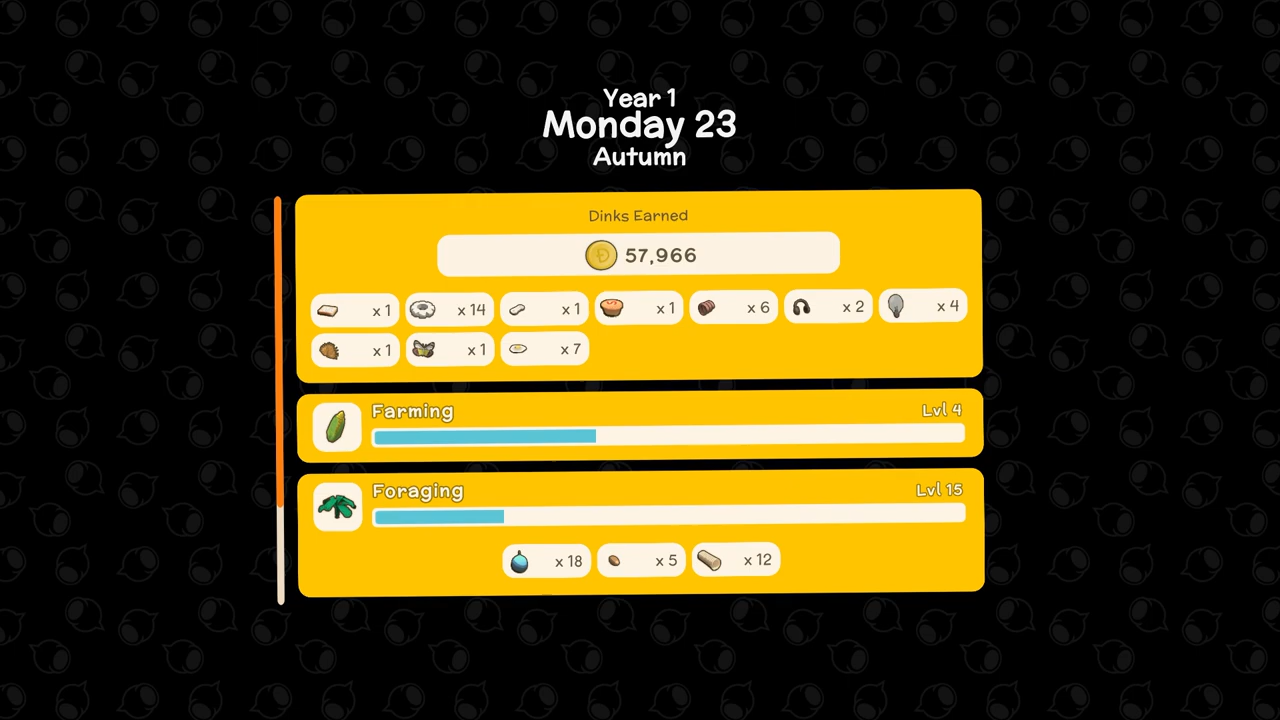 Year 1
Monday 23
Autumn
Dinks Earned
57,966
x 1 x 14 x 1 x 1 x 6 x 2 x 4
x 1 x 1 x 7
Farming Lvl 4
Foraging Lvl 15
x 18 x 5 x 12